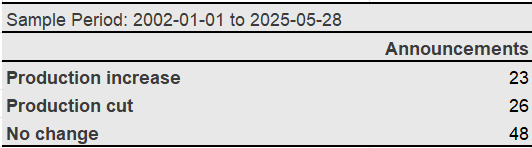 Sample Period: 2002-01-01 to 2025-05-28
Announcements
Production increase 23
Production cut 26
No change 48